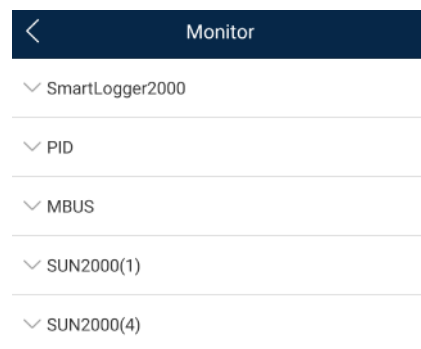 Monitor
SmartLogger2000
PID
MBUS
SUN2000(1)
SUN2000(4)